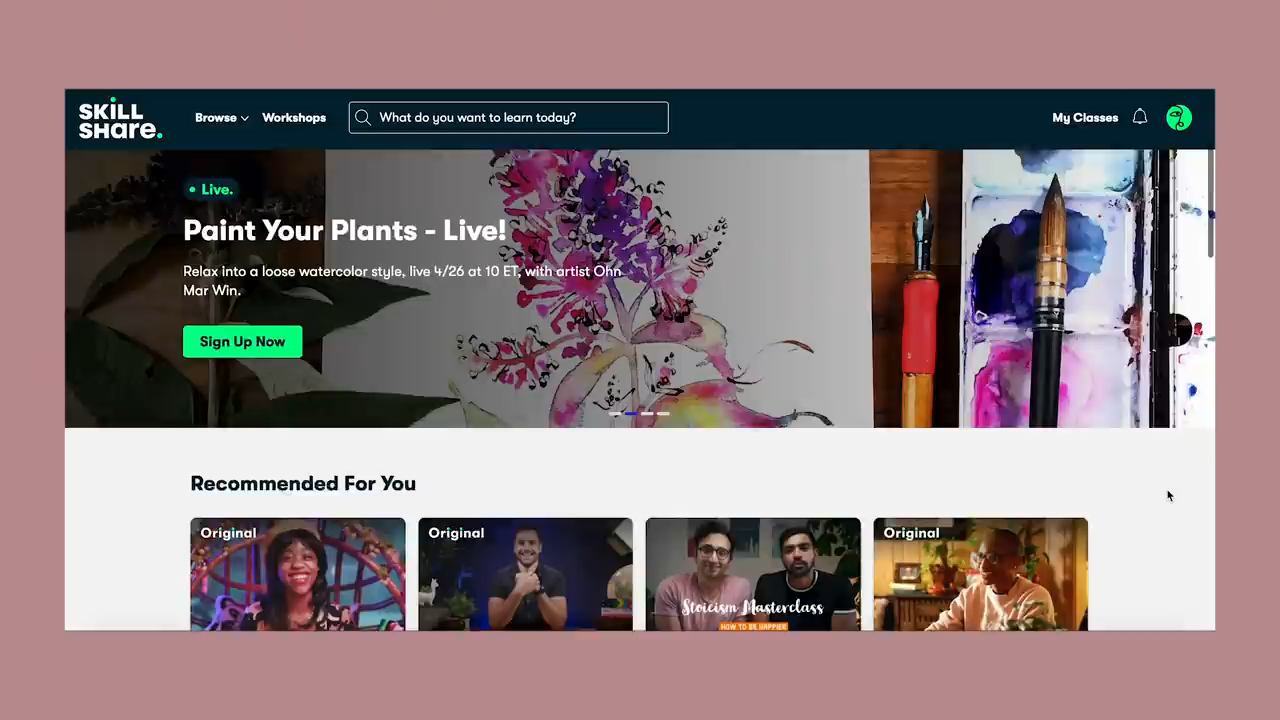 SKILL
SHare.
Browse
Workshops
What do you want to learn today?
My Classes
Live.
Paint Your Plants - Live!
Relax into a loose watercolor style, live 4/26 at 10 ET, with artist Ohn
Mar Win.
Sign Up Now
Recommended For You
Original
Original
Original
Stoicism Masterclass
HOW TO BE HAPPIER